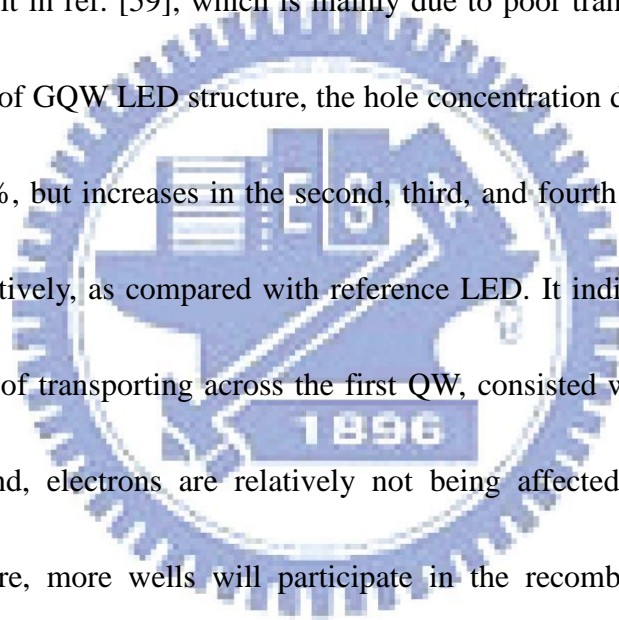 it in ref. [59], which is mainly due to poor tran
of GQW LED structure, the hole concentration d
%, but increases in the second, third, and fourth
tively, as compared with reference LED. It indi
of transporting across the first QW, consisted w
1896
nd, electrons are relatively not being affected
re, more wells will participate in the recomb